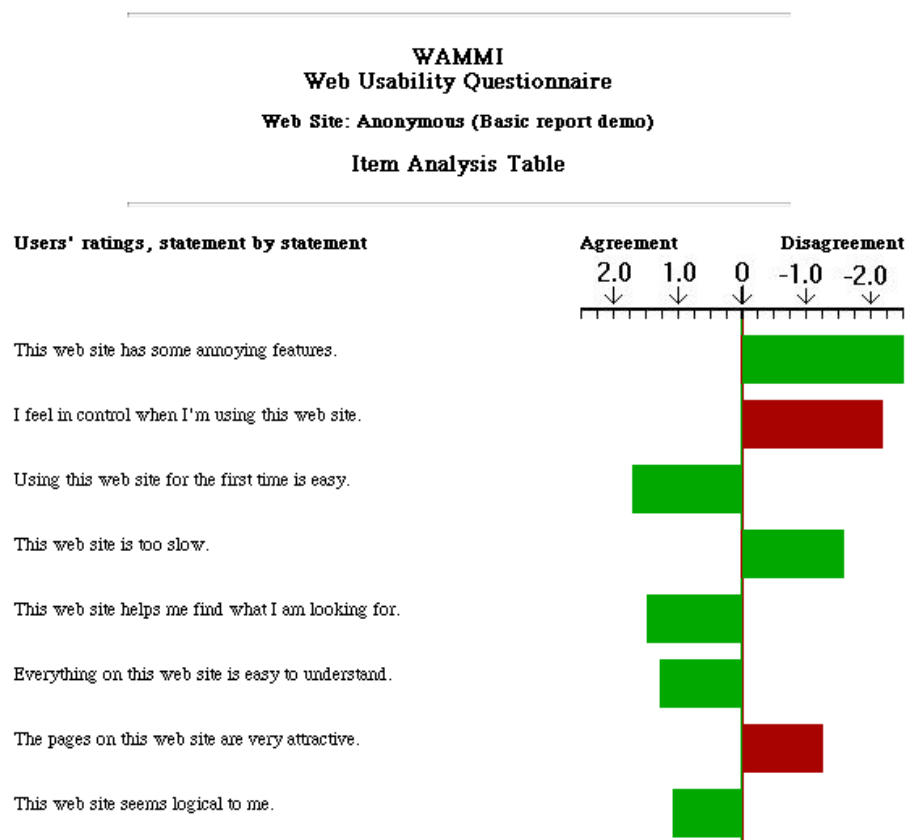 WAMMI
Web Usability Questionnaire
Web Site: Anonymous (Basic report demo)
Item Analysis Table
Users' ratings, statement by statement
Agreement Disagreement
2.0 1.0 0 -1.0 -2.0
This web site has some annoying features.
I feel in control when I'm using this web site.
Using this web site for the first time is easy.
This web site is too slow.
This web site helps me find what I am looking for.
Everything on this web site is easy to understand.
The pages on this web site are very attractive.
This web site seems logical to me.